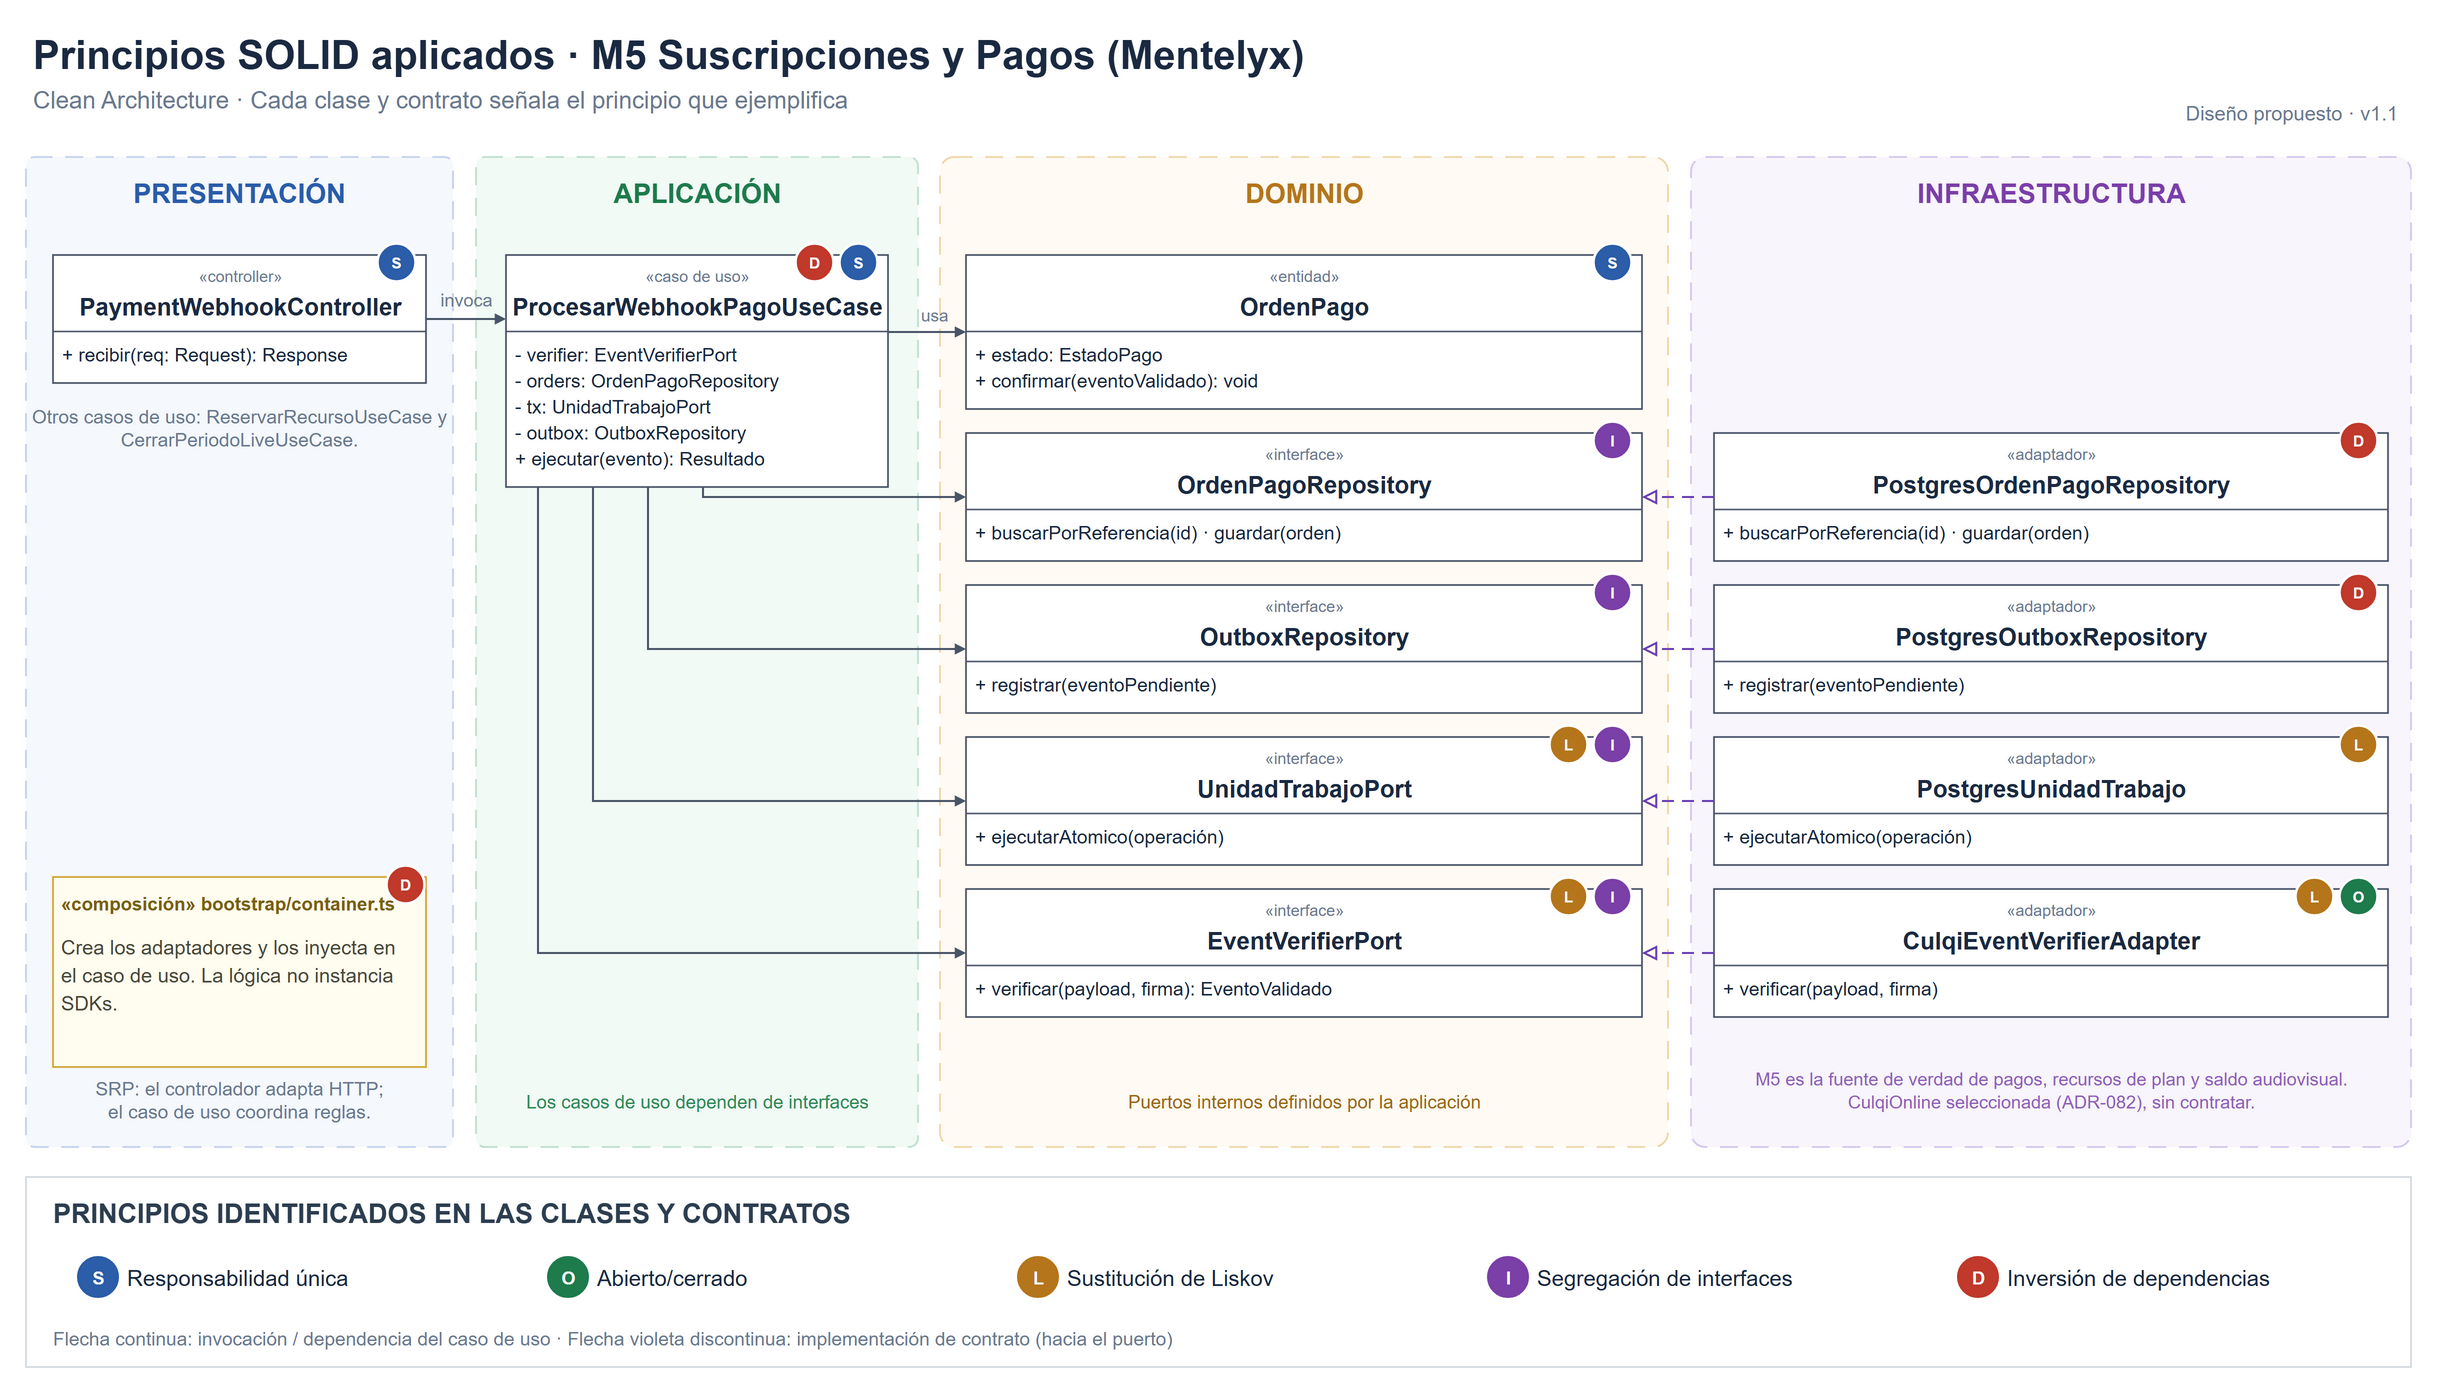 Principios SOLID aplicados · M5 Suscripciones y Pagos (Mentelyx)
Clean Architecture · Cada clase y contrato señala el principio que ejemplifica
Diseño propuesto · v1.1
PRESENTACIÓN
S
«controller»
PaymentWebhookController
+ recibir(req: Request): Response
Otros casos de uso: ReservarRecursoUseCase y
CerrarPeriodoLiveUseCase.
D
«composición» bootstrap/container.ts
Crea los adaptadores y los inyecta en
el caso de uso. La lógica no instancia
SDKs.
SRP: el controlador adapta HTTP;
el caso de uso coordina reglas.
invoca
APLICACIÓN
D
S
«caso de uso»
ProcesarWebhookPagoUseCase
- verifier: EventVerifierPort
- orders: OrdenPagoRepository
- tx: UnidadTrabajoPort
- outbox: OutboxRepository
+ ejecutar(evento): Resultado
Los casos de uso dependen de interfaces
usa
DOMINIO
S
«entidad»
OrdenPago
+ estado: EstadoPago
+ confirmar(eventoValidado): void
I
«interface»
OrdenPagoRepository
+ buscarPorReferencia(id) · guardar(orden)
I
«interface»
OutboxRepository
+ registrar(eventoPendiente)
L
I
«interface»
UnidadTrabajoPort
+ ejecutarAtomico(operación)
L
I
«interface»
EventVerifierPort
+ verificar(payload, firma): EventoValidado
Puertos internos definidos por la aplicación
INFRAESTRUCTURA
D
«adaptador»
PostgresOrdenPagoRepository
+ buscarPorReferencia(id) · guardar(orden)
D
«adaptador»
PostgresOutboxRepository
+ registrar(eventoPendiente)
L
«adaptador»
PostgresUnidadTrabajo
+ ejecutarAtomico(operación)
L
O
«adaptador»
CulqiEventVerifierAdapter
+ verificar(payload, firma)
M5 es la fuente de verdad de pagos, recursos de plan y saldo audiovisual.
CulqiOnline seleccionada (ADR-082), sin contratar.
PRINCIPIOS IDENTIFICADOS EN LAS CLASES Y CONTRATOS
S Responsabilidad única
O Abierto/cerrado
L Sustitución de Liskov
I Segregación de interfaces
D Inversión de dependencias
Flecha continua: invocación / dependencia del caso de uso · Flecha violeta discontinua: implementación de contrato (hacia el puerto)